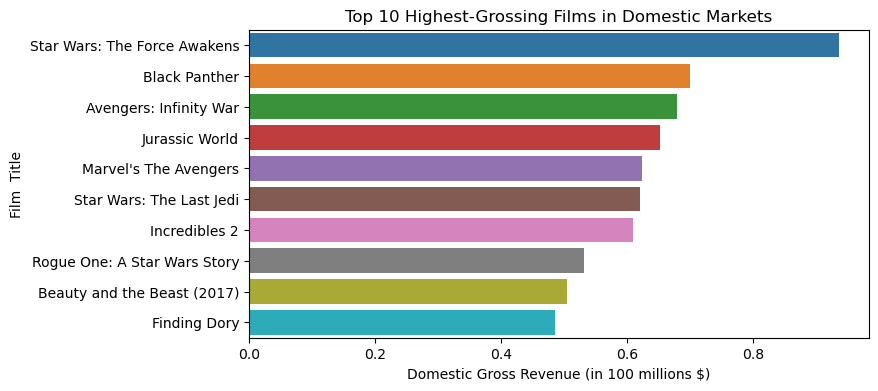 Top 10 Highest-Grossing Films in Domestic Markets
Film  Title
Star Wars: The Force Awakens
Black Panther
Avengers: Infinity War
Jurassic World
Marvel's The Avengers
Star Wars: The Last Jedi
Incredibles 2
Rogue One: A Star Wars Story
Beauty and the Beast (2017)
Finding Dory
0.0 0.2 0.4 0.6 0.8
Domestic Gross Revenue (in 100 millions $)